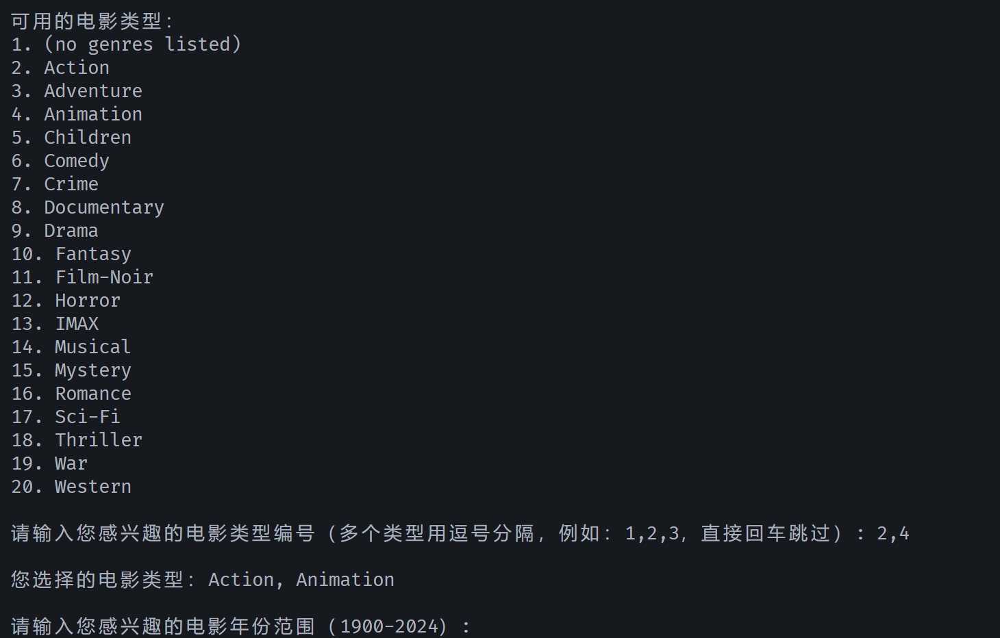 可用的电影类型：
1. (no genres listed)
2. Action
3. Adventure
4. Animation
5. Children
6. Comedy
7. Crime
8. Documentary
9. Drama
10. Fantasy
11. Film-Noir
12. Horror
13. IMAX
14. Musical
15. Mystery
16. Romance
17. Sci-Fi
18. Thriller
19. War
20. Western
请输入您感兴趣的电影类型编号（多个类型用逗号分隔，例如：1,2,3，直接回车跳过）: 2,4
您选择的电影类型：Action, Animation
请输入您感兴趣的电影年份范围（1900-2024）: